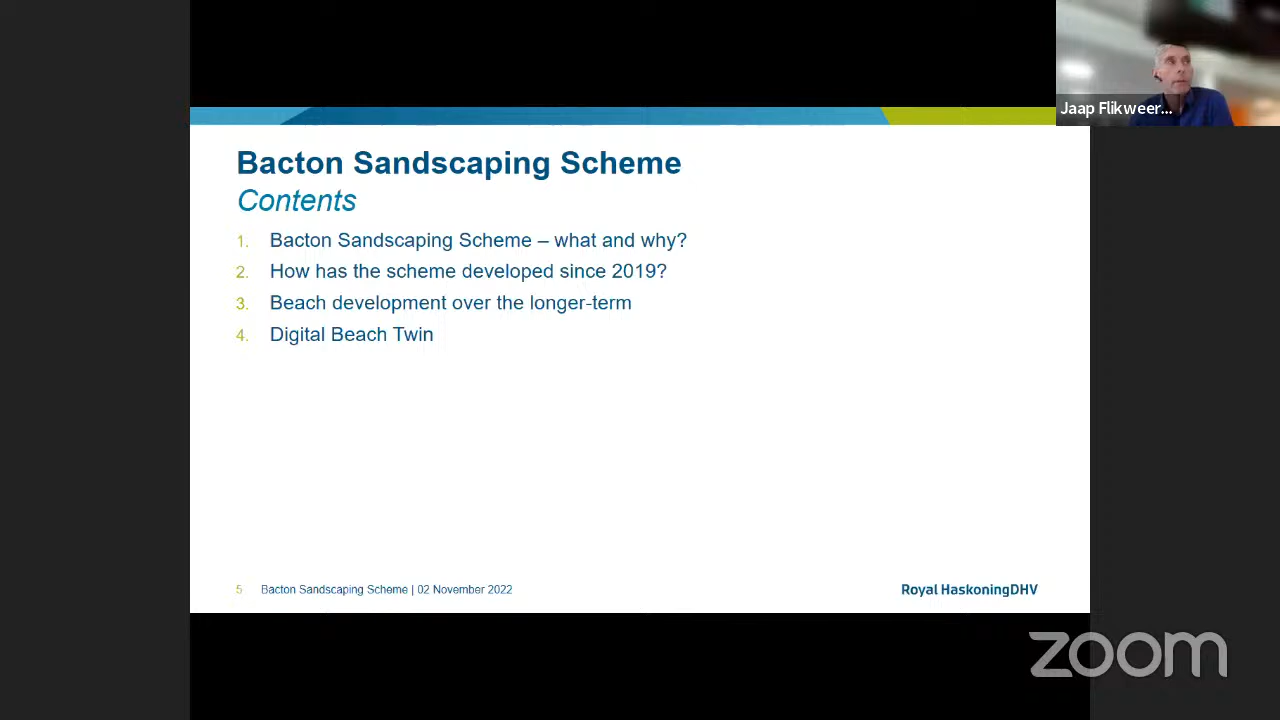 Jaap Flikweer...
Bacton Sandscaping Scheme
Contents
1. Bacton Sandscaping Scheme – what and why?
2. How has the scheme developed since 2019?
3. Beach development over the longer-term
4. Digital Beach Twin
5 Bacton Sandscaping Scheme | 02 November 2022
Royal HaskoningDHV
zoom